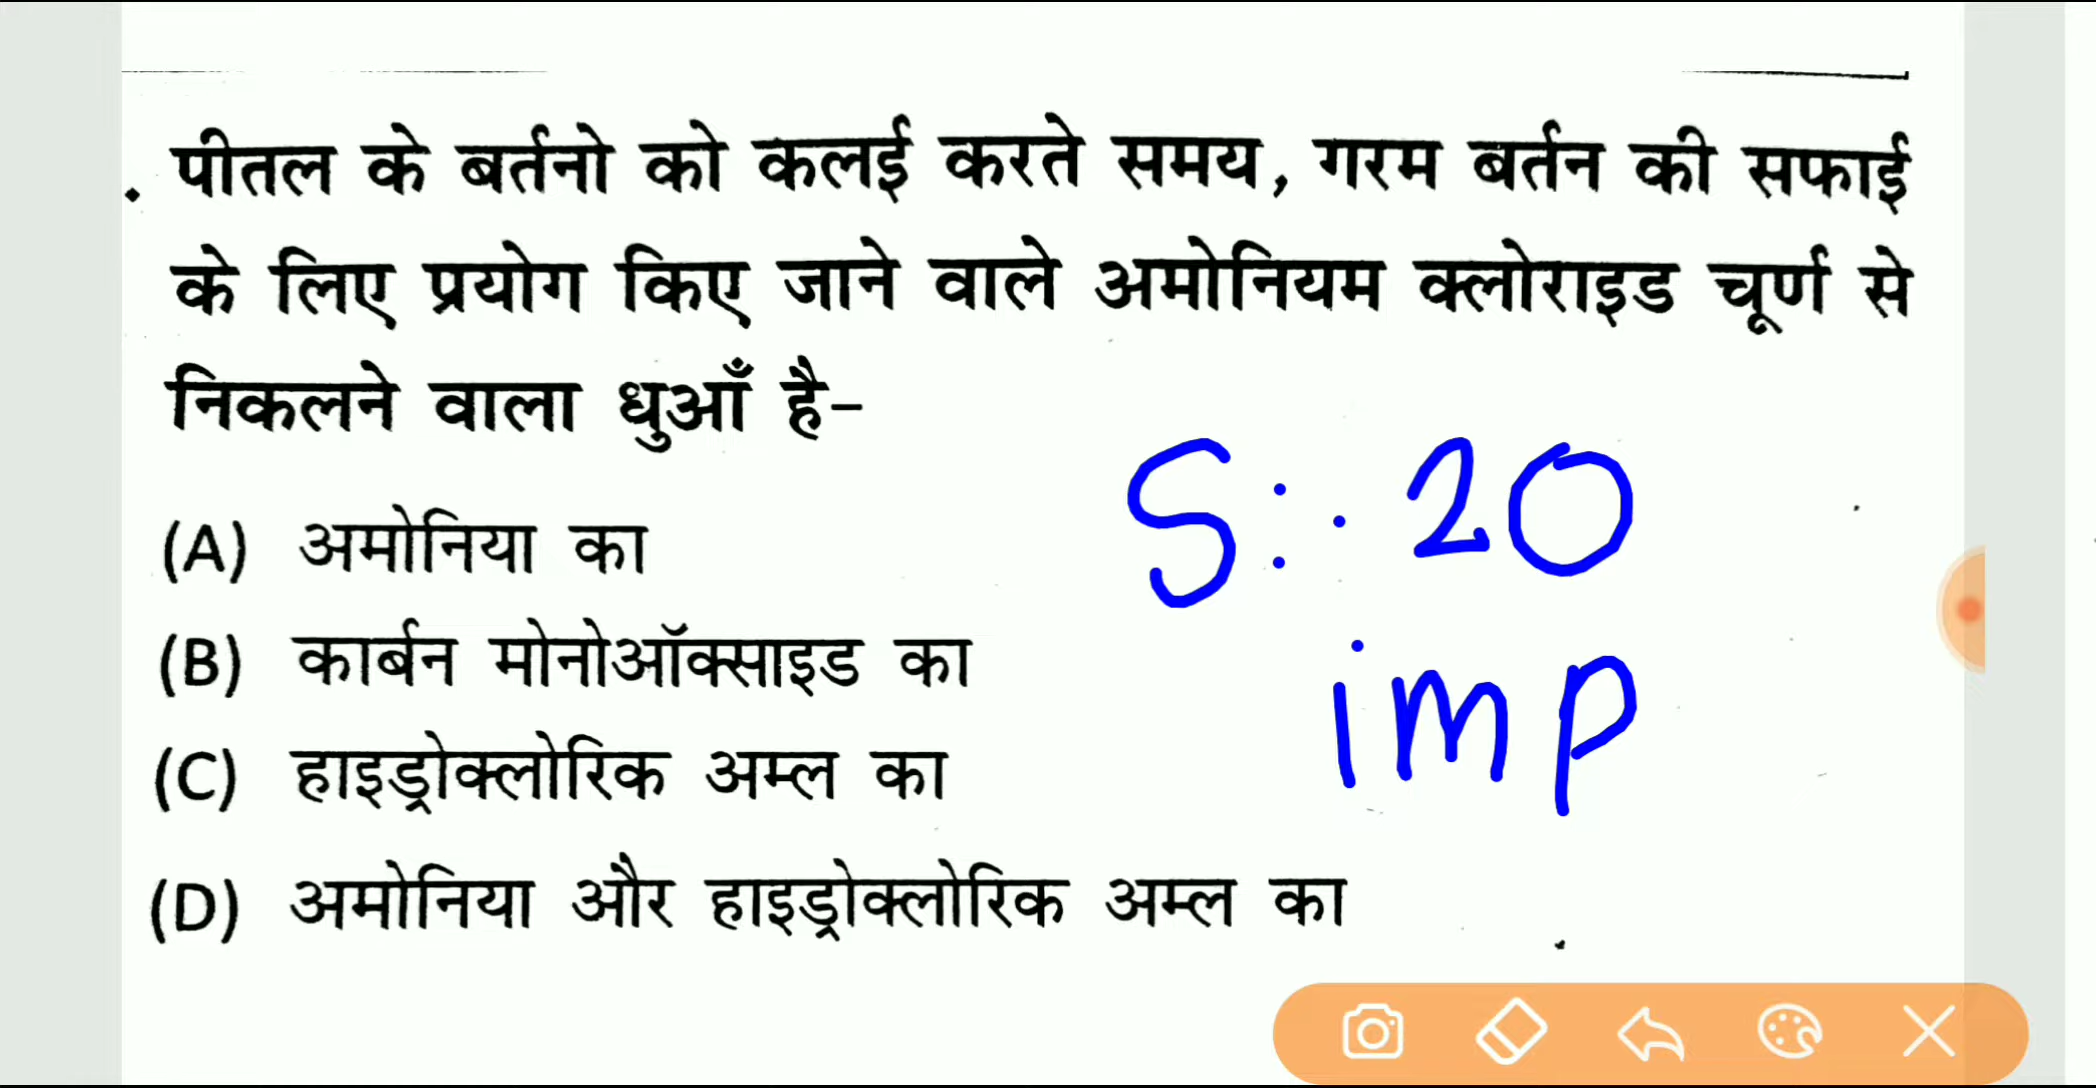 . पीतल के बर्तनो को कलई करते समय, गरम बर्तन की सफाई
के लिए प्रयोग किए जाने वाले अमोनियम क्लोराइड चूर्ण से
निकलने वाला धुआँ है-
S:. 20
imp
(A) अमोनिया का
(B) कार्बन मोनोऑक्साइड का
(C) हाइड्रोक्लोरिक अम्ल का
(D) अमोनिया और हाइड्रोक्लोरिक अम्ल का